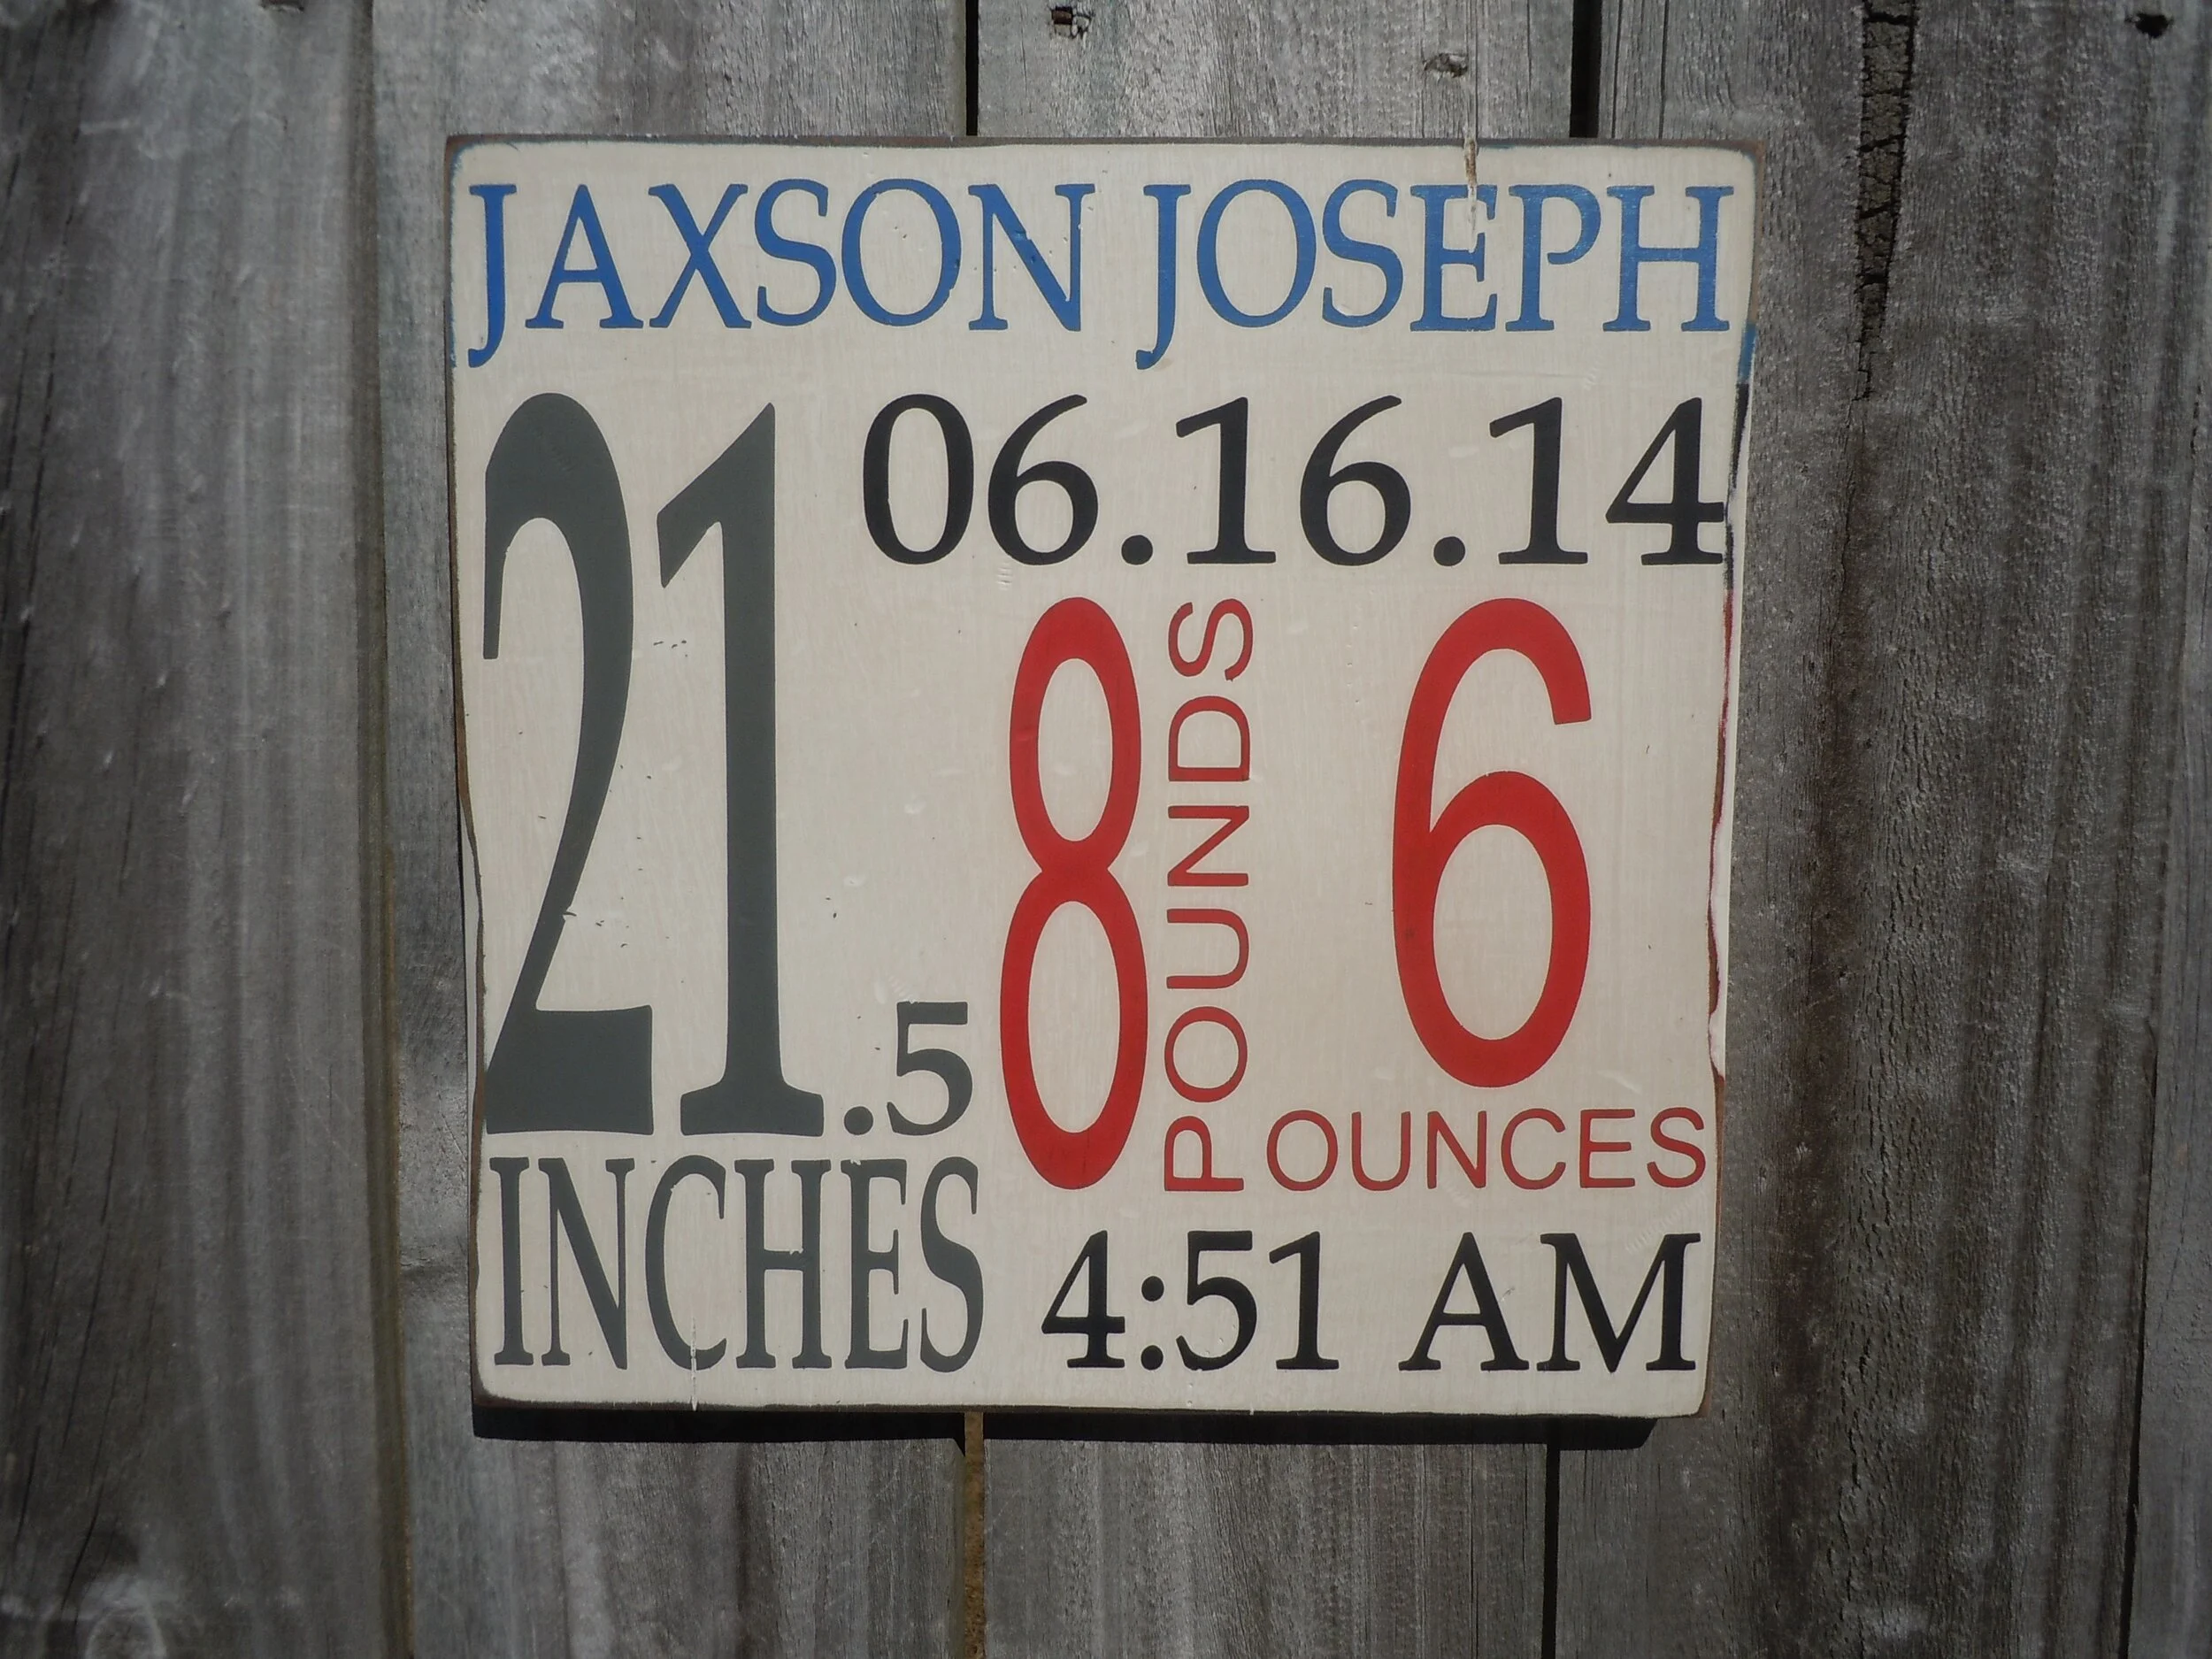 JAXSON JOSEPH
06.16.14
21.5
INCHES
8 POUNDS
6
OUNCES
4:51 AM